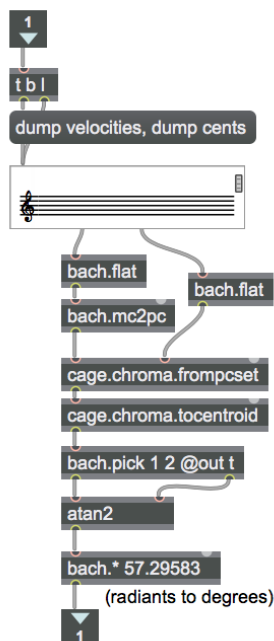 1
t b l
dump velocities, dump cents
bach.flat
bach.flat
bach.mc2pc
cage.chroma.frompcset
cage.chroma.tocentroid
bach.pick 1 2 @out t
atan2
bach.* 57.29583
(radiants to degrees)
1